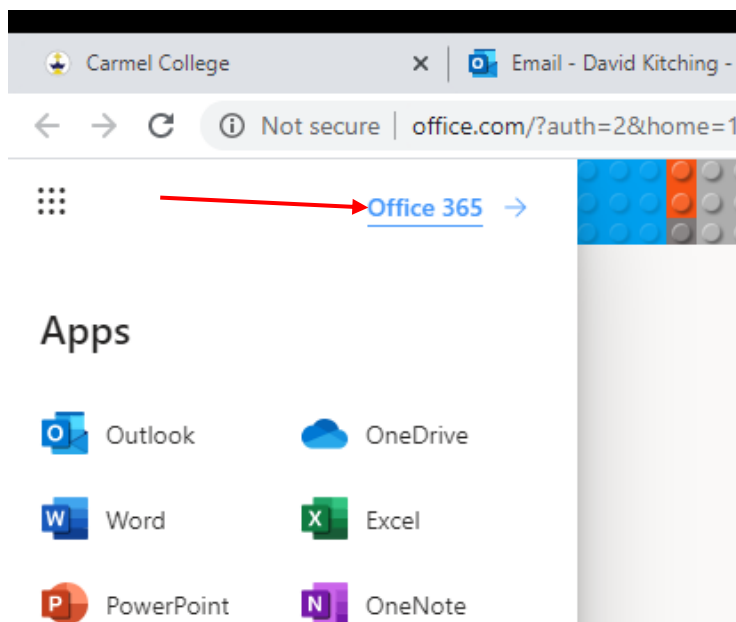 Carmel College Email - David Kitching -
Not secure office.com/?auth=2&home=1
Office 365
Apps
Outlook OneDrive
Word Excel
PowerPoint OneNote